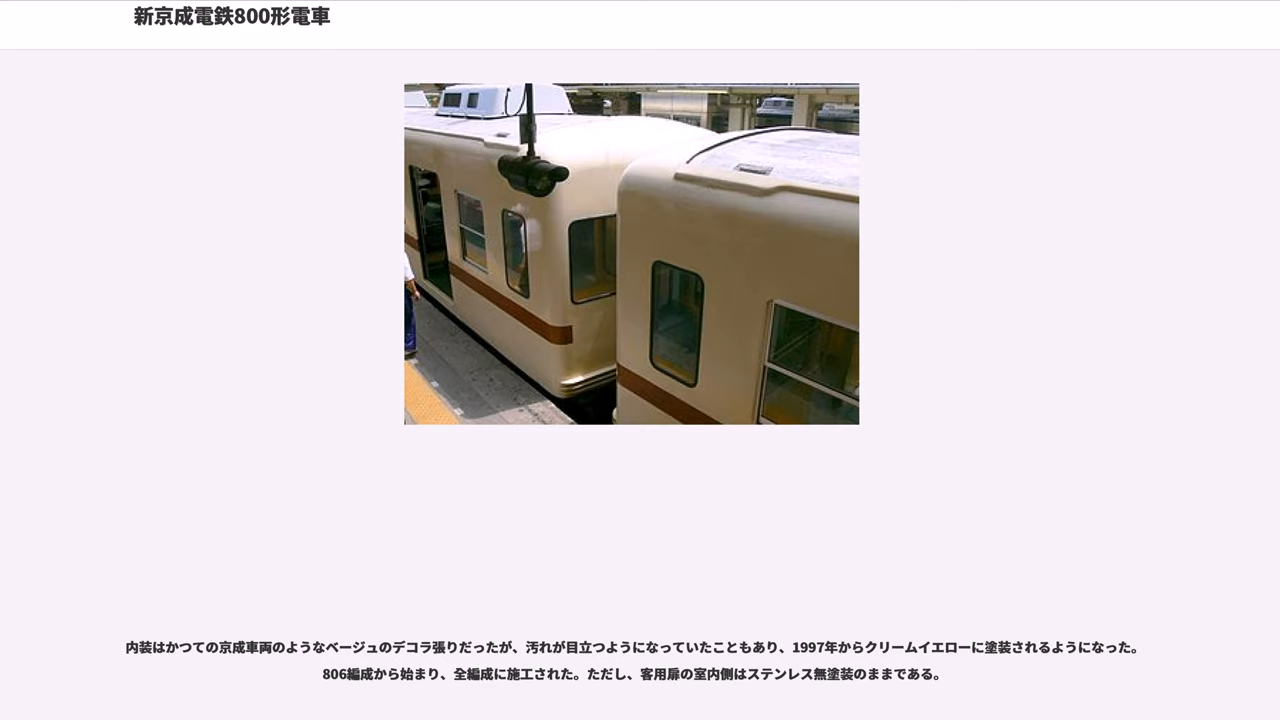 新京成電鉄800形電車
内装はかつての京成車両のようなベージュのデコラ張りだったが、汚れが目立つようになっていたこともあり、1997年からクリームイエローに塗装されるようになった。
806編成から始まり、全編成に施工された。ただし、客用扉の室内側はステンレス無塗装のままである。